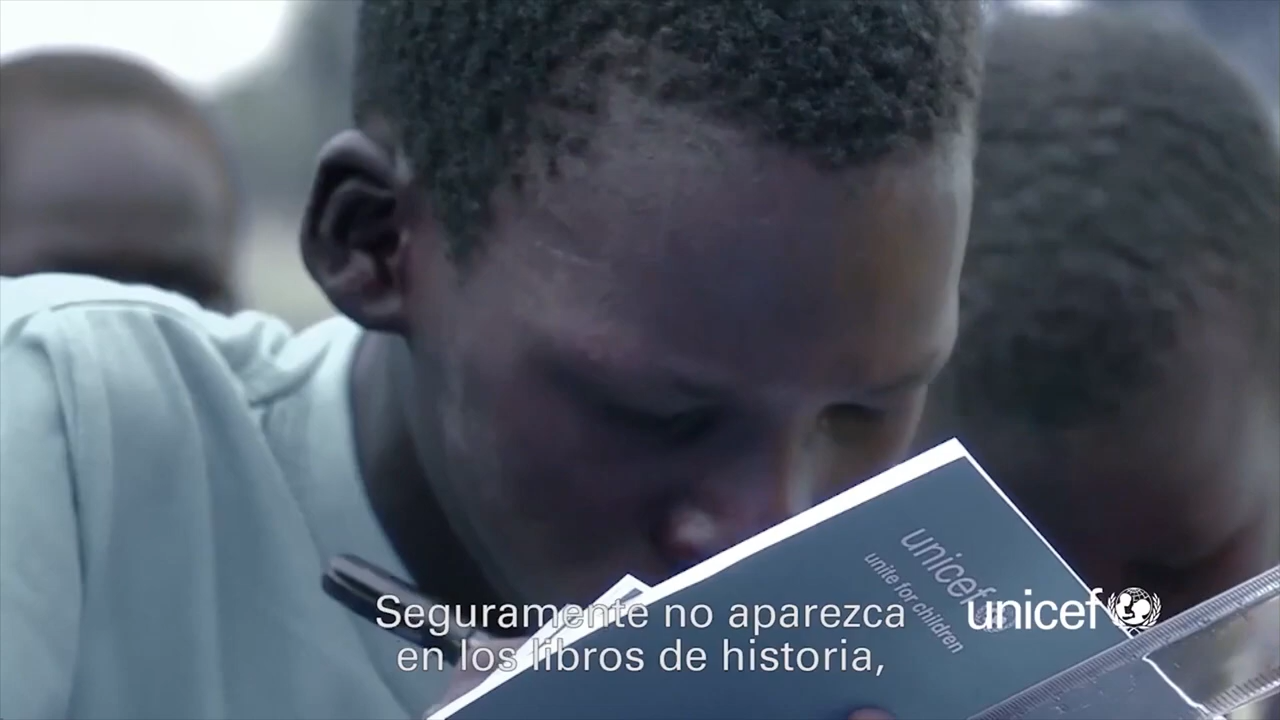 unicef
unite for children
Seguramente no aparezca
en los libros de historia,
unicef